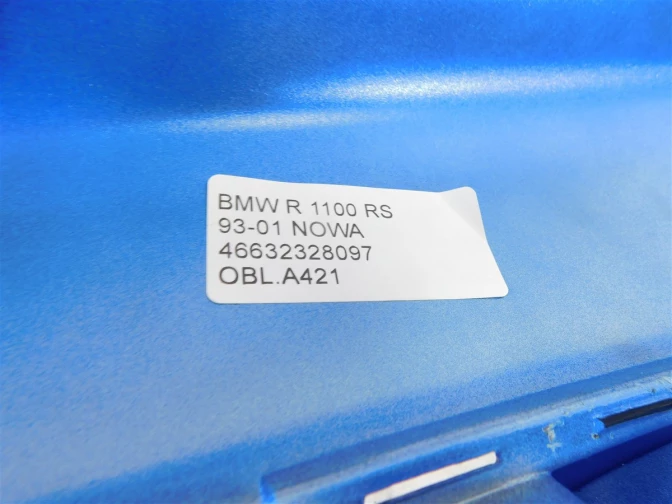 BMW R 1100 RS
93-01 NOWA
46632328097
OBL.A421